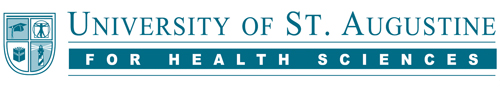 UNIVERSITY OF ST. AUGUSTINE
FOR HEALTH SCIENCES